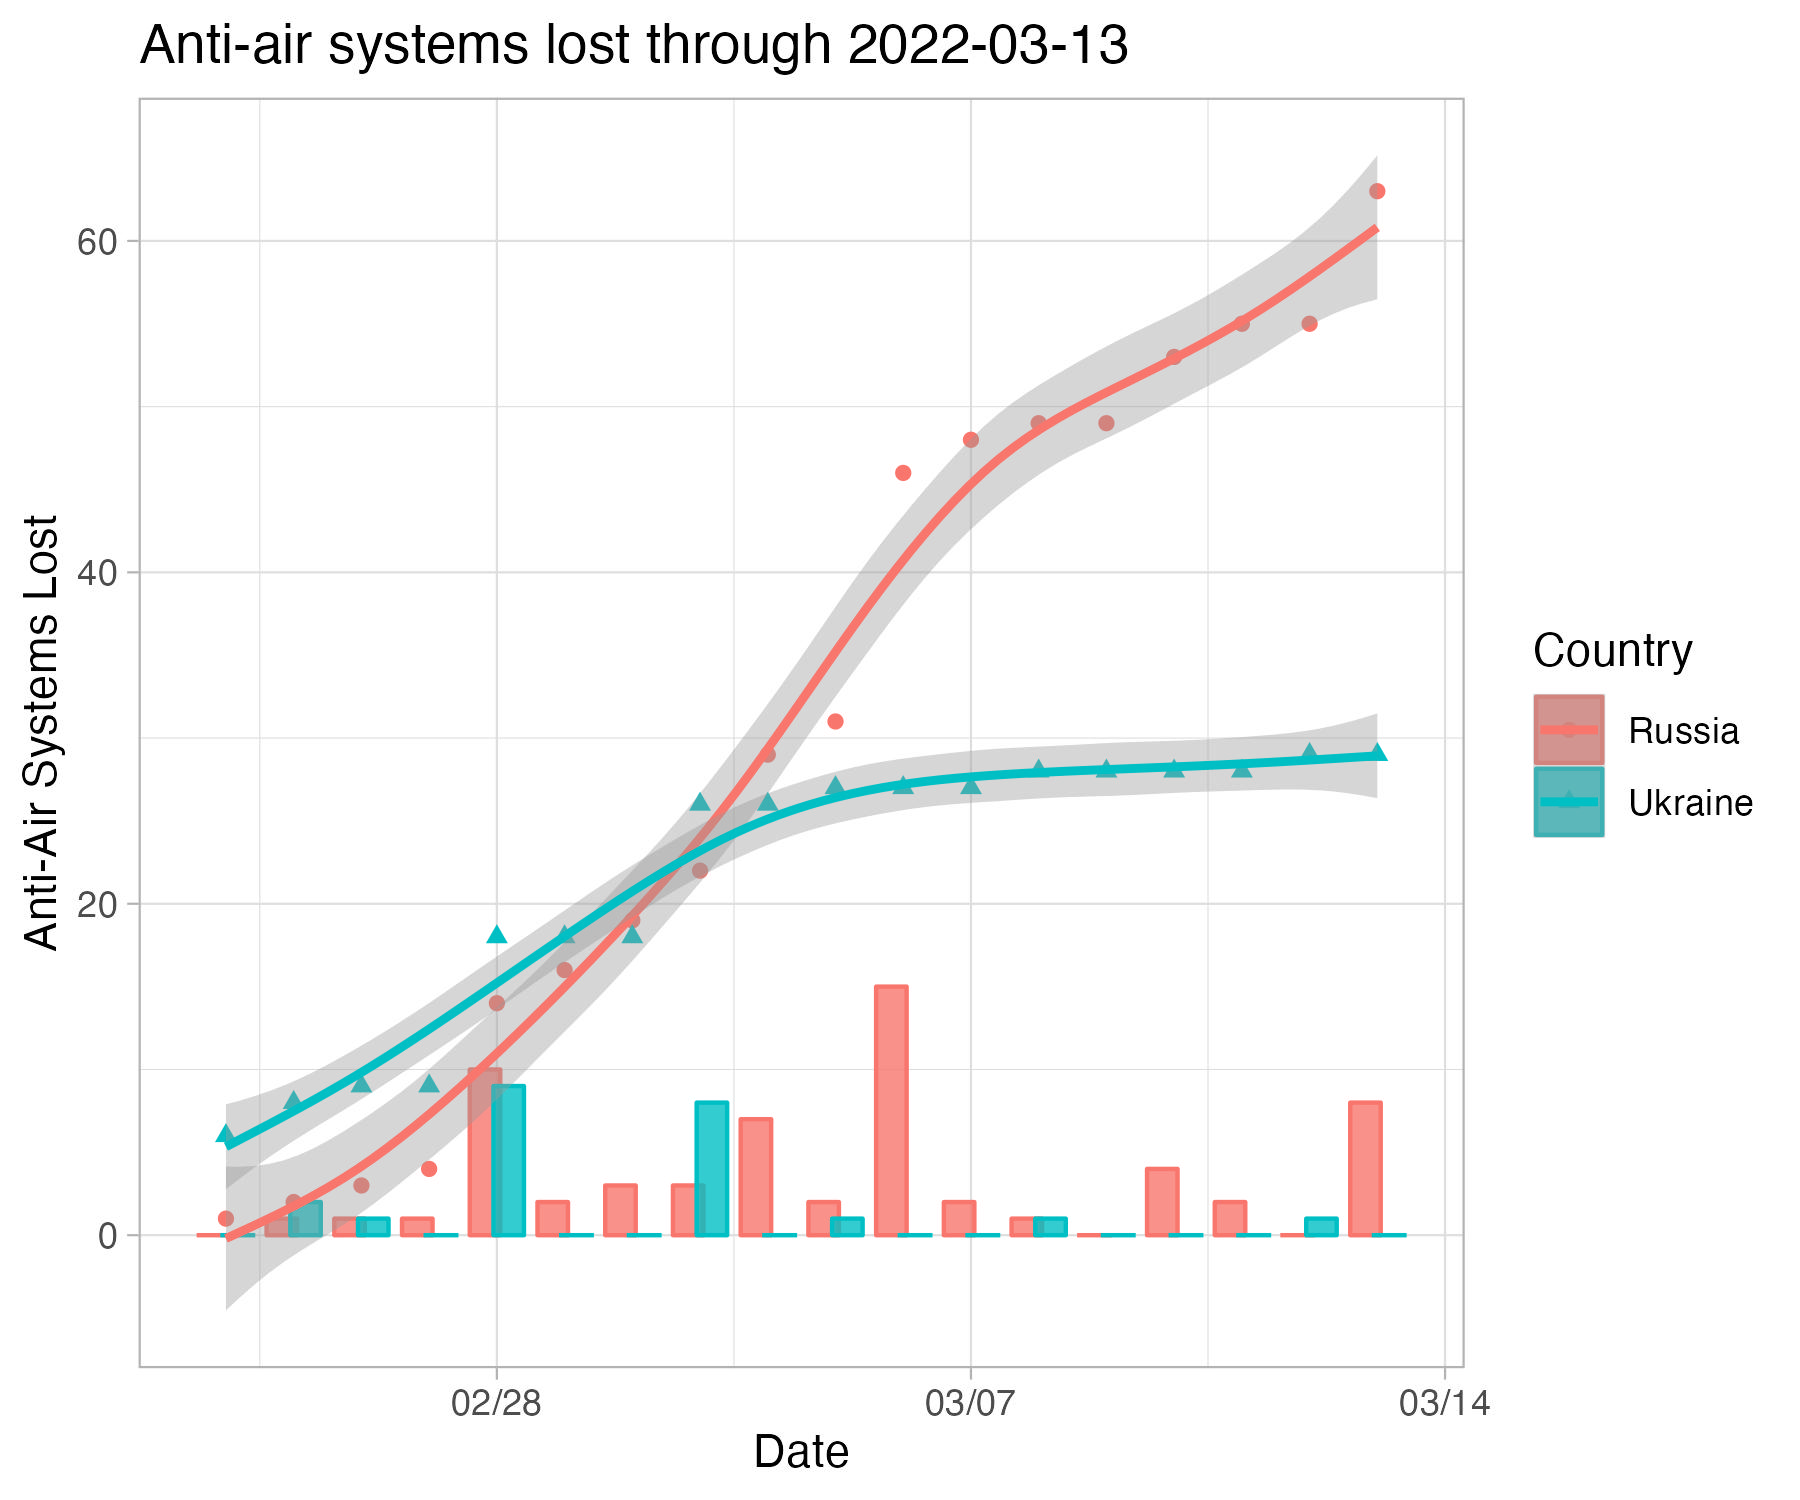 Anti-air systems lost through 2022-03-13
Anti-Air Systems Lost
60
40
20
0
02/28
03/07
03/14
Date
Country
Russia
Ukraine